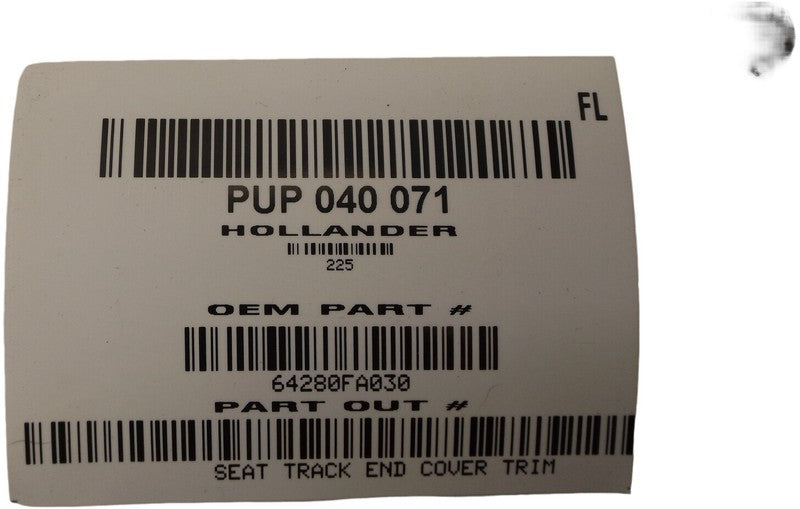 FL
PUP 040 071
HOLLANDER
225
OEM PART #
64280FA030
PART OUT #
SEAT TRACK END COVER TRIM